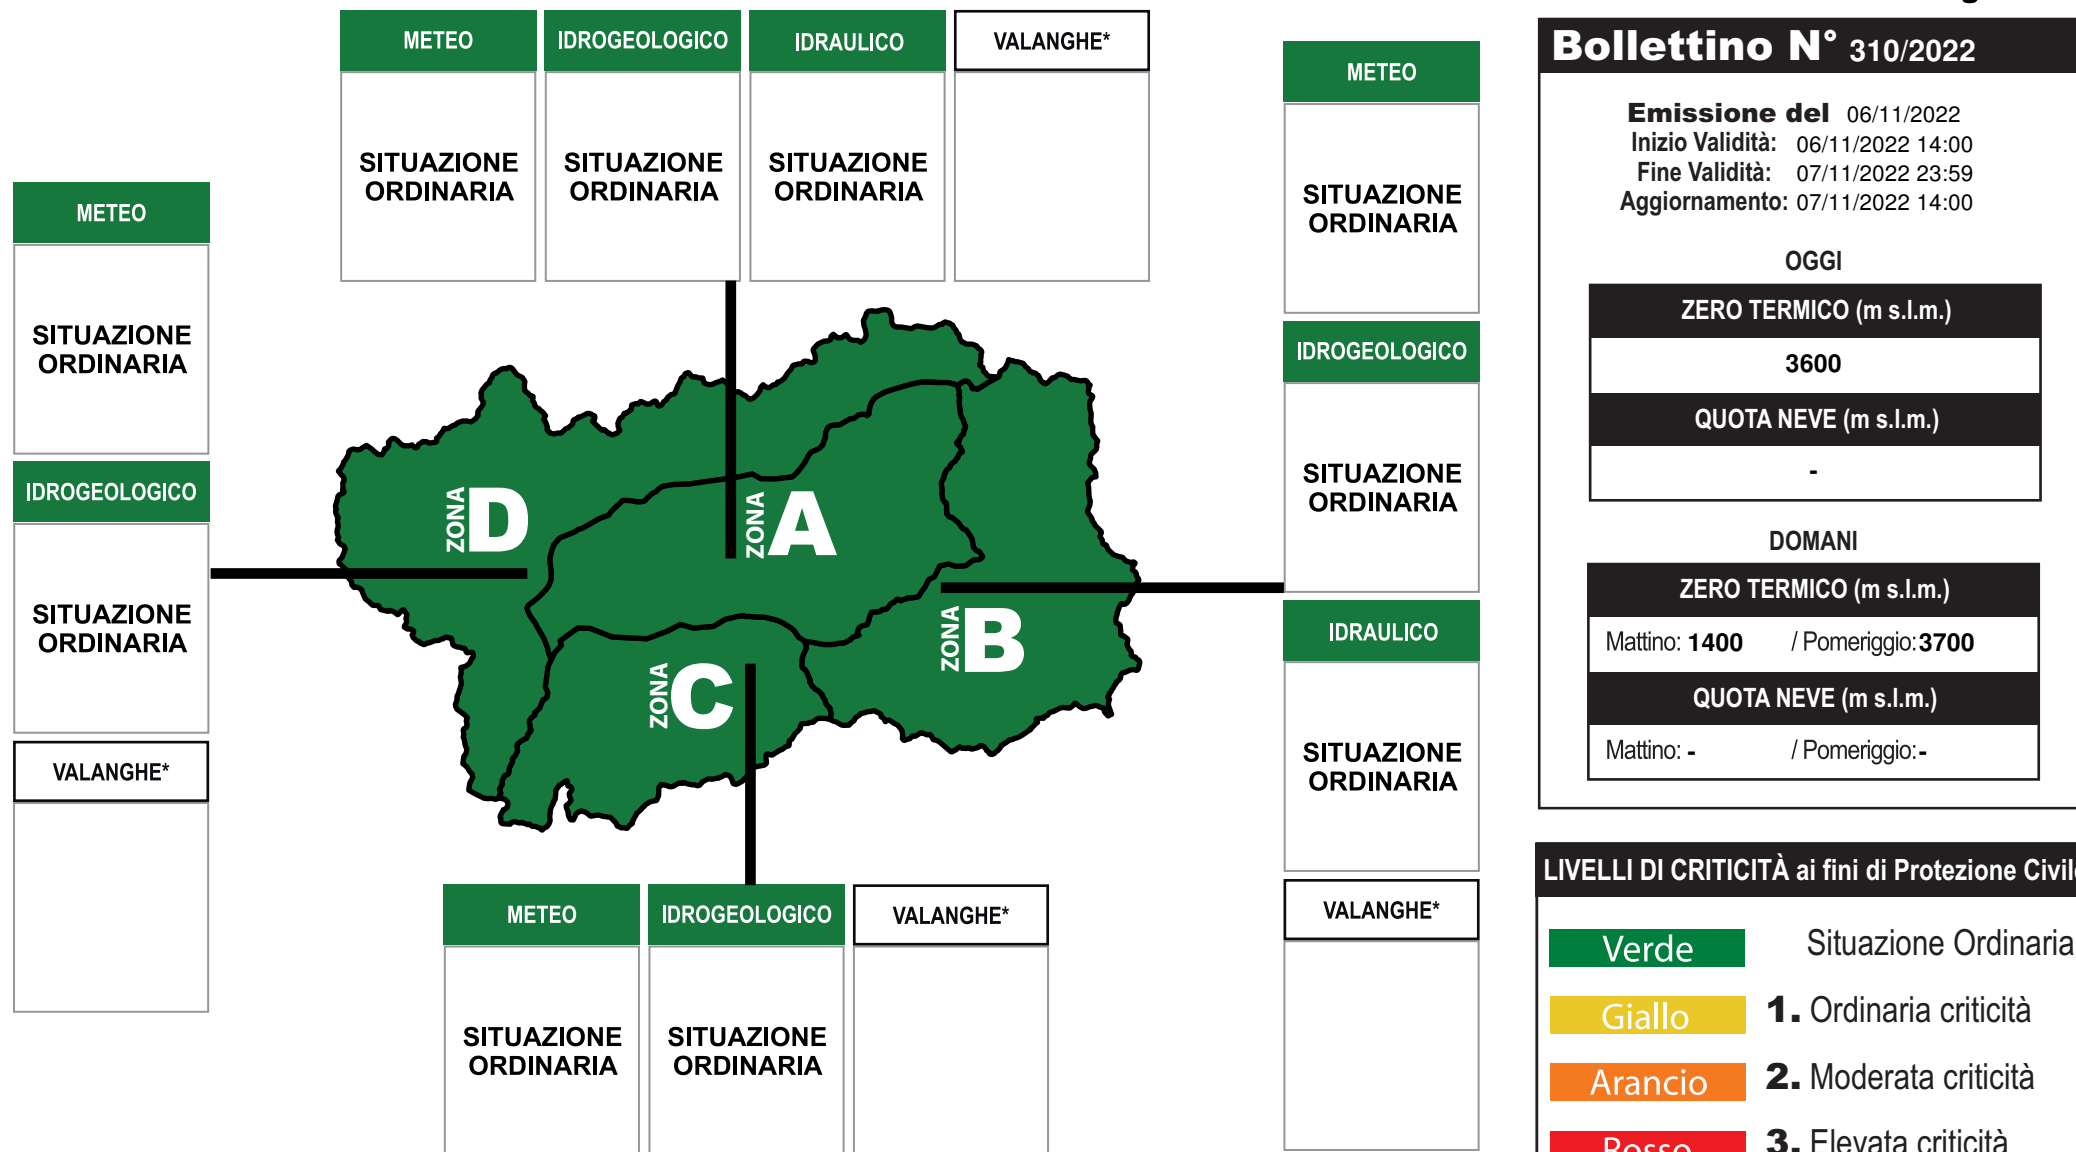 METEO IDROGEOLOGICO IDRAULICO VALANGHE*
SITUAZIONE ORDINARIA SITUAZIONE ORDINARIA SITUAZIONE ORDINARIA
METEO
SITUAZIONE
ORDINARIA
IDROGEOLOGICO
SITUAZIONE
ORDINARIA
VALANGHE*
ZONA D
ZONA A
ZONA B
ZONA C
METEO
SITUAZIONE
ORDINARIA
IDROGEOLOGICO
SITUAZIONE
ORDINARIA
IDRAULICO
SITUAZIONE
ORDINARIA
VALANGHE*
METEO IDROGEOLOGICO VALANGHE*
SITUAZIONE ORDINARIA SITUAZIONE ORDINARIA
Bollettino N° 310/2022
Emissione del 06/11/2022
Inizio Validità: 06/11/2022 14:00
Fine Validità: 07/11/2022 23:59
Aggiornamento: 07/11/2022 14:00
OGGI
ZERO TERMICO (m s.l.m.)
3600
QUOTA NEVE (m s.l.m.)
-
DOMANI
ZERO TERMICO (m s.l.m.)
Mattino: 1400 / Pomeriggio: 3700
QUOTA NEVE (m s.l.m.)
Mattino: - / Pomeriggio: -
LIVELLI DI CRITICITÀ ai fini di Protezione Civile
Verde Situazione Ordinaria
Giallo 1. Ordinaria criticità
Arancio 2. Moderata criticità
Rosso 3. Elevata criticità